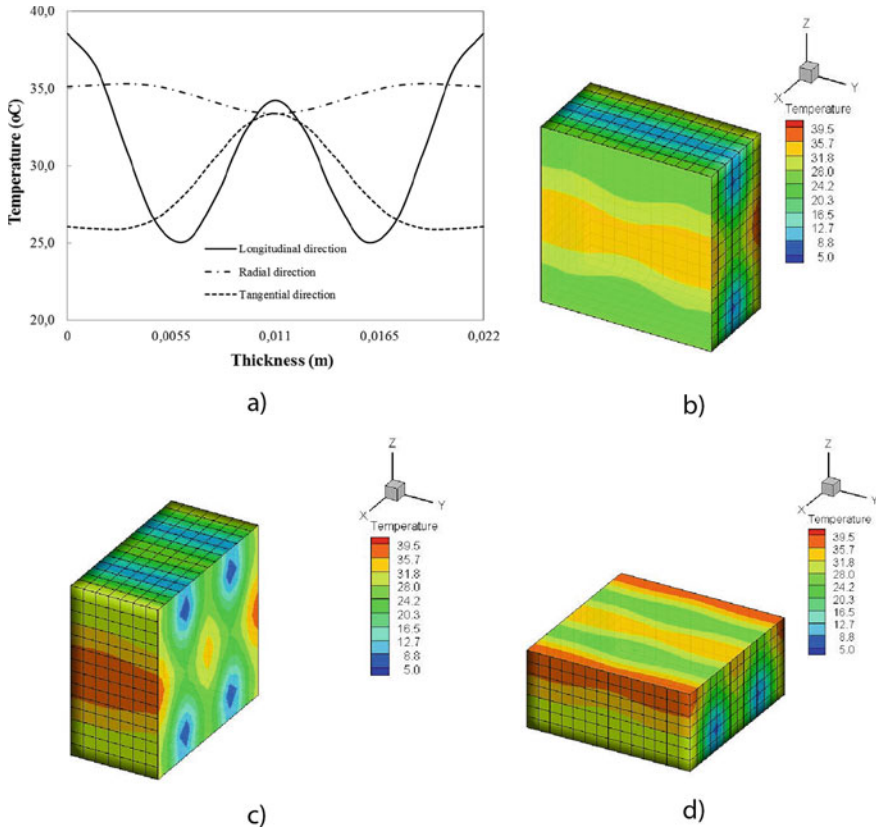 40,0
35,0
30,0
25,0
20,0
Temperature (oC)
Longitudinal direction
Radial direction
Tangential direction
0
0,0055
0,011
0,0165
0,022
Thickness (m)
a)
Z
X
Y
Temperature
39.5
35.7
31.8
28.0
24.2
20.3
16.5
12.7
8.8
5.0
b)
Z
X
Y
Temperature
39.5
35.7
31.8
28.0
24.2
20.3
16.5
12.7
8.8
5.0
c)
Z
X
Y
Temperature
39.5
35.7
31.8
28.0
24.2
20.3
16.5
12.7
8.8
5.0
d)